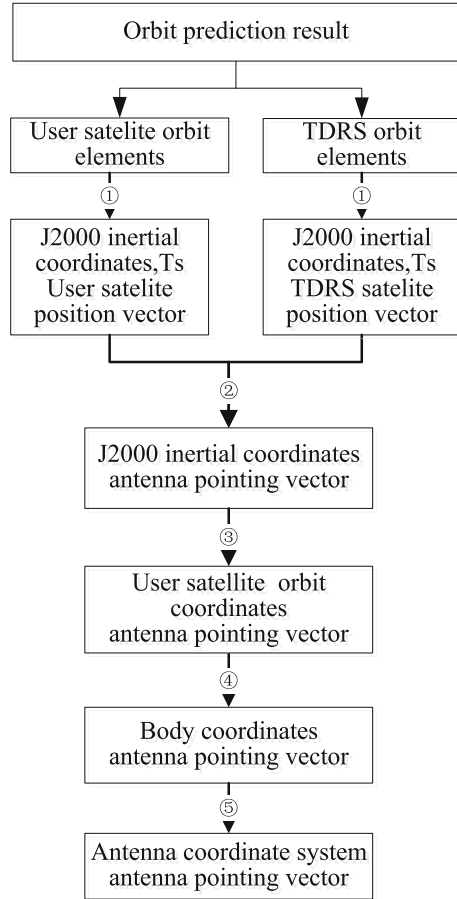 Orbit prediction result
User satelite orbit
elements
TDRS orbit
elements
①
①
J2000 inertial
coordinates,Ts
User satelite
position vector
J2000 inertial
coordinates,Ts
TDRS satelite
position vector
②
J2000 inertial coordinates
antenna pointing vector
③
User satellite orbit
coordinates
antenna pointing vector
④
Body coordinates
antenna pointing vector
⑤
Antenna coordinate system
antenna pointing vector